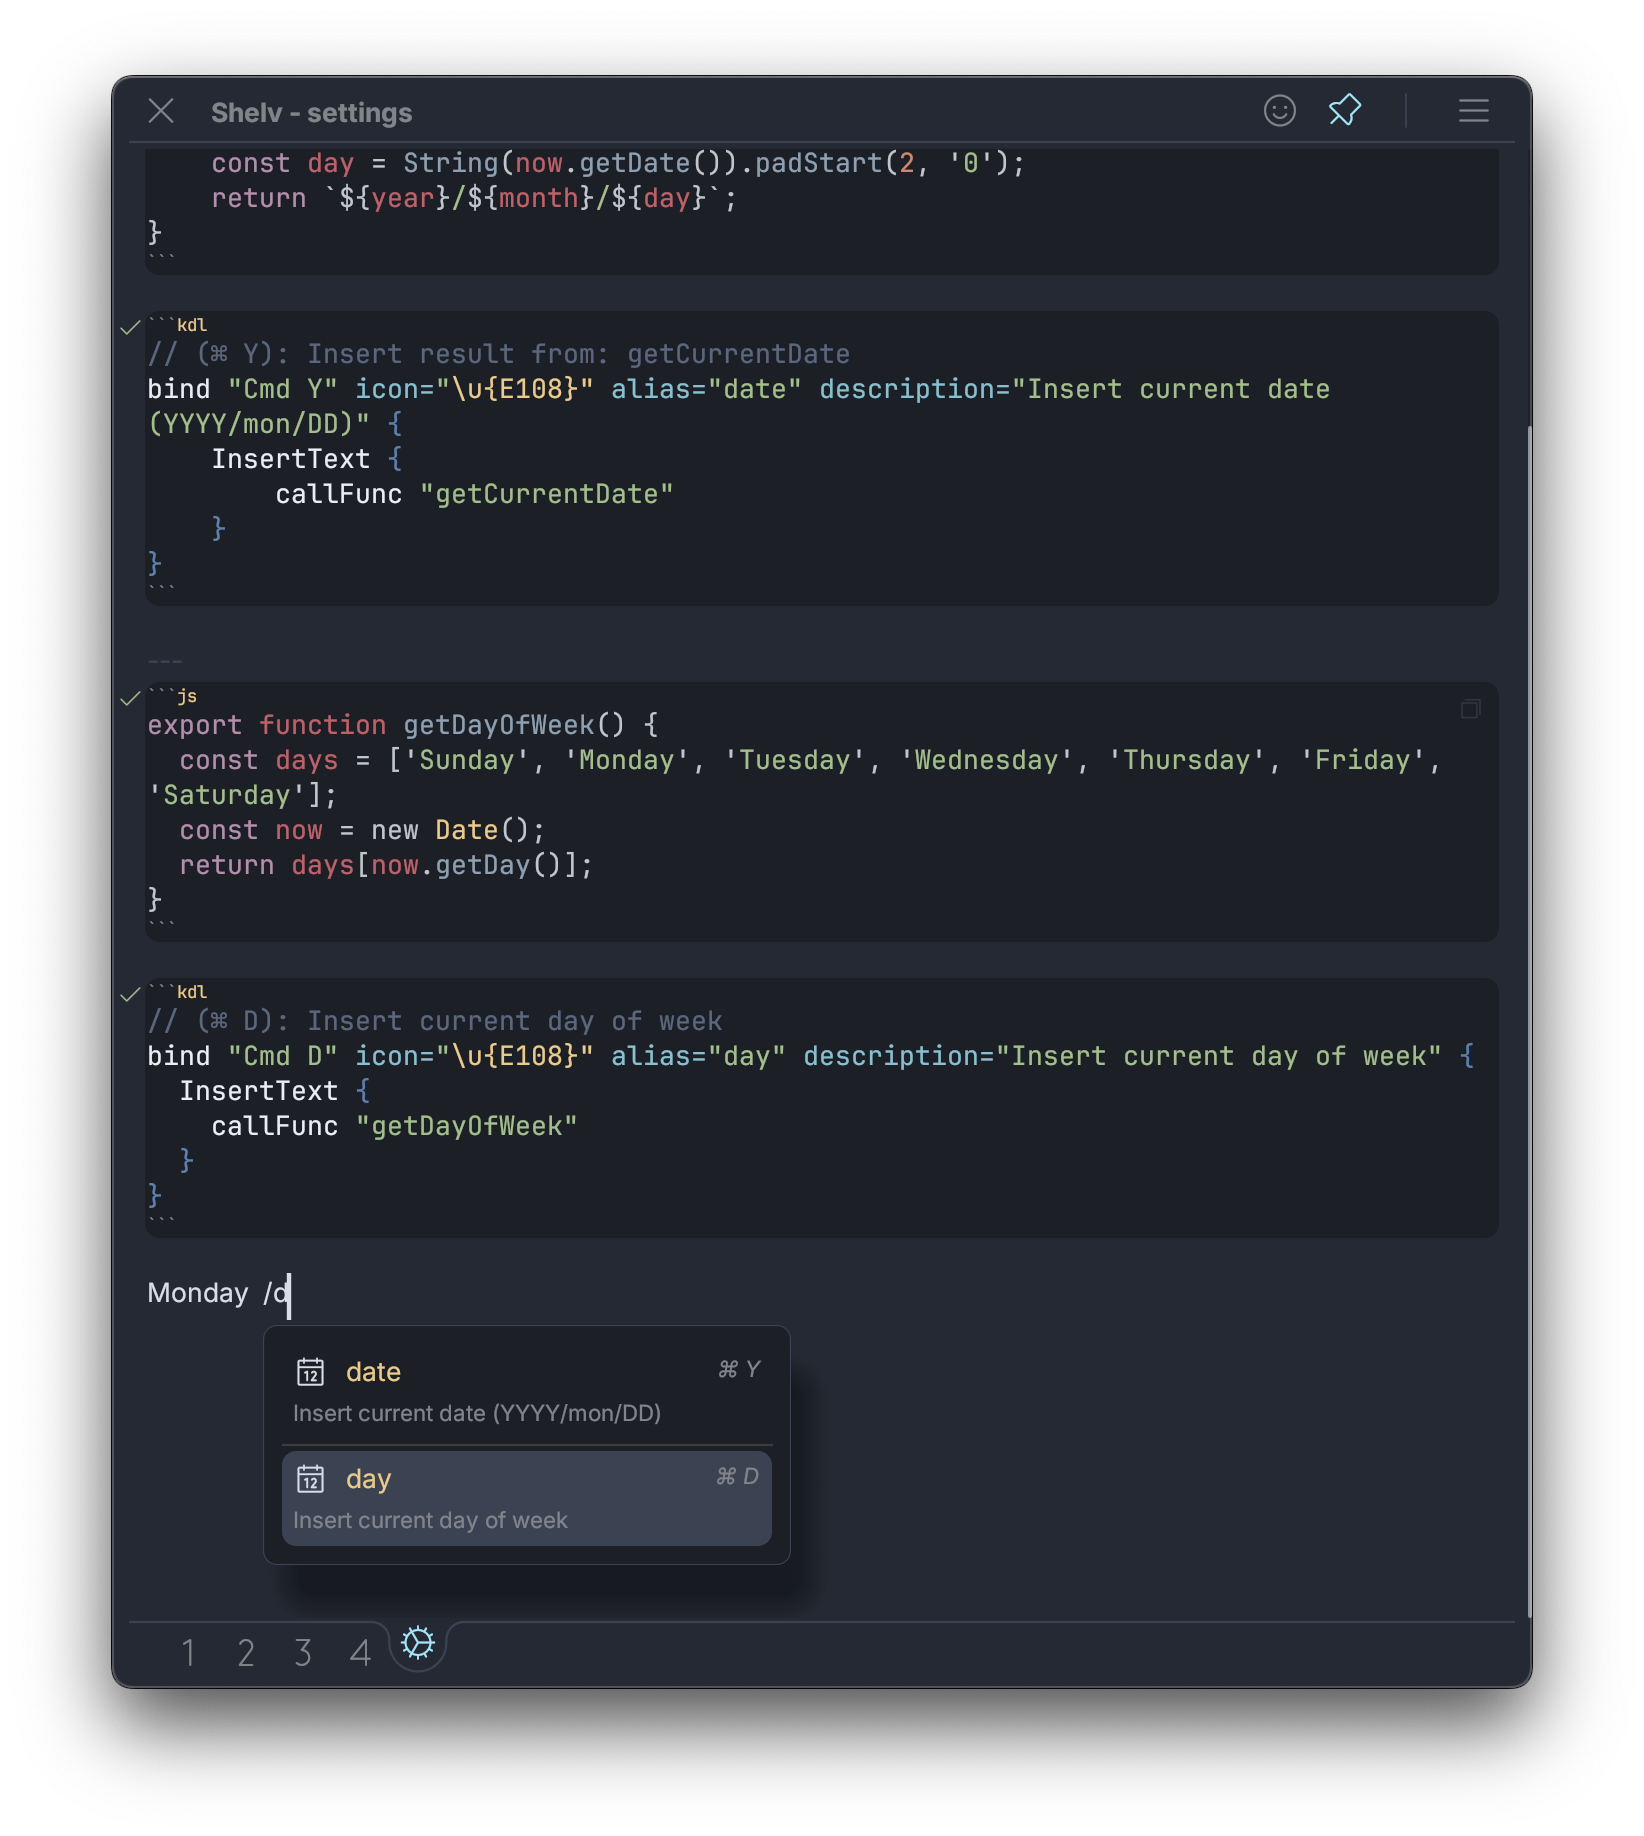 Shelv - settings
    const day = String(now.getDate()).padStart(2, '0');
    return `${year}/${month}/${day}`;
}
```
```kdl
// (⌘ Y): Insert result from: getCurrentDate
bind "Cmd Y" icon="\u{E108}" alias="date" description="Insert current date
(YYYY/mon/DD)" {
    InsertText {
        callFunc "getCurrentDate"
    }
}
```
---
```js
export function getDayOfWeek() {
  const days = ['Sunday', 'Monday', 'Tuesday', 'Wednesday', 'Thursday', 'Friday',
'Saturday'];
  const now = new Date();
  return days[now.getDay()];
}
```
```kdl
// (⌘ D): Insert current day of week
bind "Cmd D" icon="\u{E108}" alias="day" description="Insert current day of week" {
  InsertText {
    callFunc "getDayOfWeek"
  }
}
```
Monday /d
12 date ⌘ Y
Insert current date (YYYY/mon/DD)
12 day ⌘ D
Insert current day of week
1 2 3 4